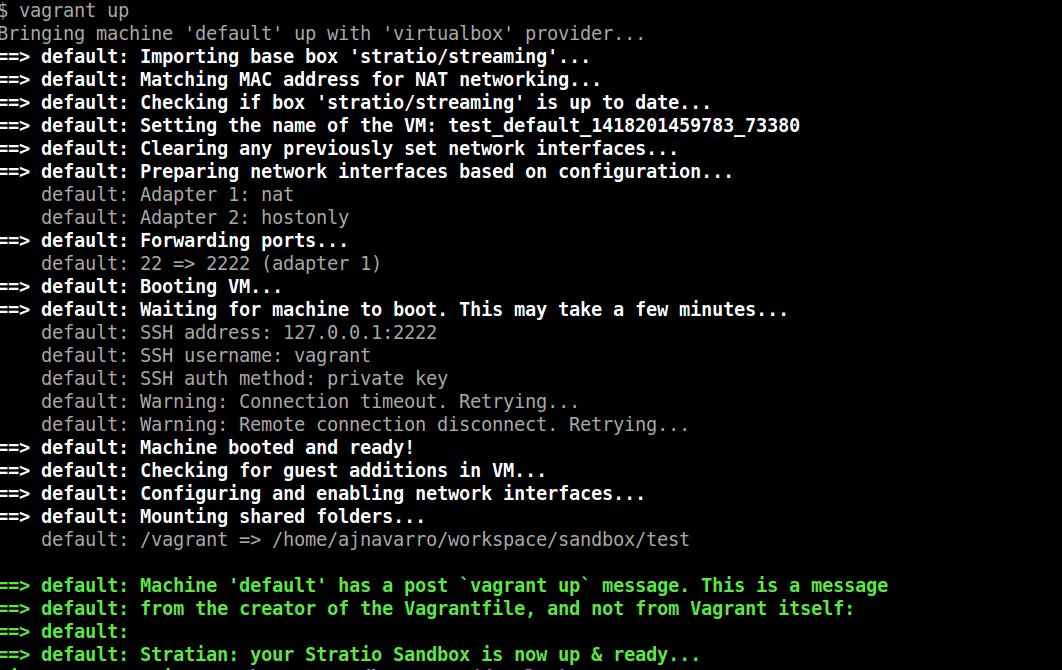 $ vagrant up
Bringing machine 'default' up with 'virtualbox' provider...
==> default: Importing base box 'stratio/streaming'...
==> default: Matching MAC address for NAT networking...
==> default: Checking if box 'stratio/streaming' is up to date...
==> default: Setting the name of the VM: test_default_1418201459783_73380
==> default: Clearing any previously set network interfaces...
==> default: Preparing network interfaces based on configuration...
    default: Adapter 1: nat
    default: Adapter 2: hostonly
==> default: Forwarding ports...
    default: 22 => 2222 (adapter 1)
==> default: Booting VM...
==> default: Waiting for machine to boot. This may take a few minutes...
    default: SSH address: 127.0.0.1:2222
    default: SSH username: vagrant
    default: SSH auth method: private key
    default: Warning: Connection timeout. Retrying...
    default: Warning: Remote connection disconnect. Retrying...
==> default: Machine booted and ready!
==> default: Checking for guest additions in VM...
==> default: Configuring and enabling network interfaces...
==> default: Mounting shared folders...
    default: /vagrant => /home/ajnavarro/workspace/sandbox/test
==> default: Machine 'default' has a post `vagrant up` message. This is a message
==> default: from the creator of the Vagrantfile, and not from Vagrant itself:
==> default:
==> default: Stratian: your Stratio Sandbox is now up & ready...